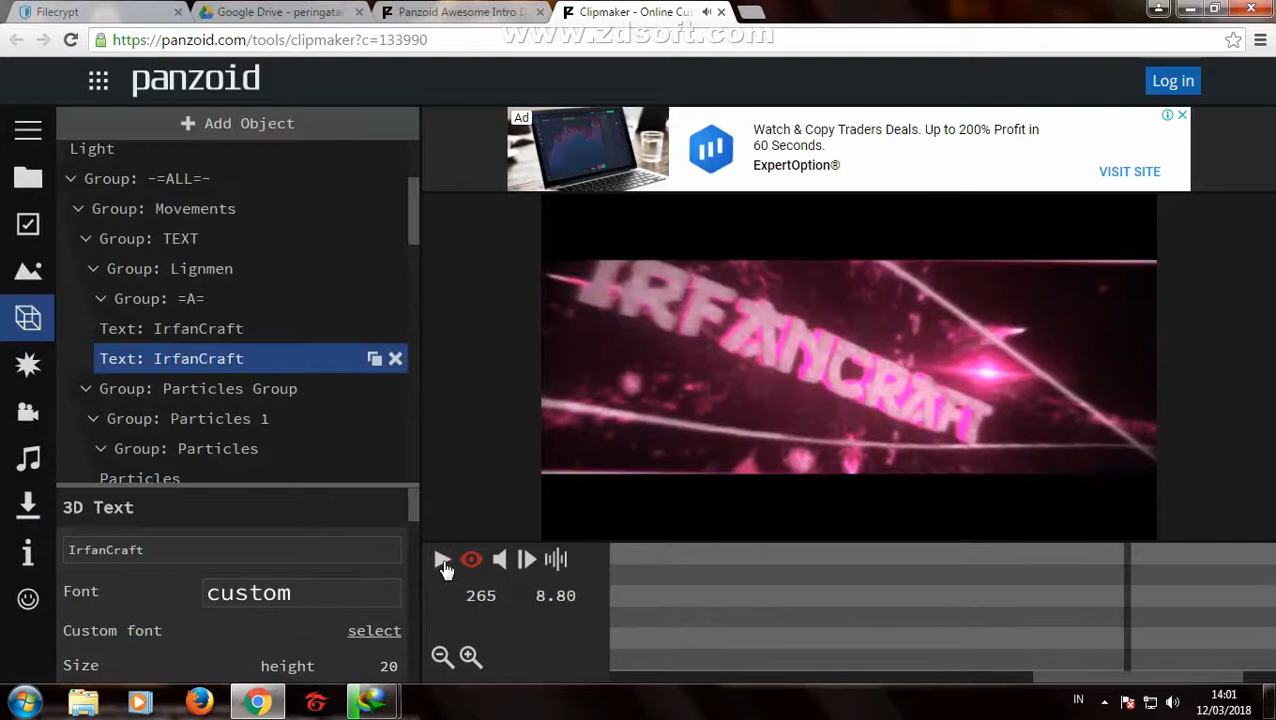 Filecrypt
Google Drive - peringata
Panzoid Awesome Intro D
Clipmaker - Online Cus
https://panzoid.com/tools/clipmaker?c=133990
www.zdsoft.com
panzoid
Log in
Add Object
Light
Group: -=ALL=-
Group: Movements
Group: TEXT
Group: Lignmen
Group: =A=
Text: IrfanCraft
Text: IrfanCraft
Group: Particles Group
Group: Particles 1
Group: Particles
Particles
3D Text
IrfanCraft
Font custom
Custom font select
Size height 20
Ad
Watch & Copy Traders Deals. Up to 200% Profit in
60 Seconds.
ExpertOption®
VISIT SITE
IRFANCRAFT
265 8.80
IN
14:01
12/03/2018